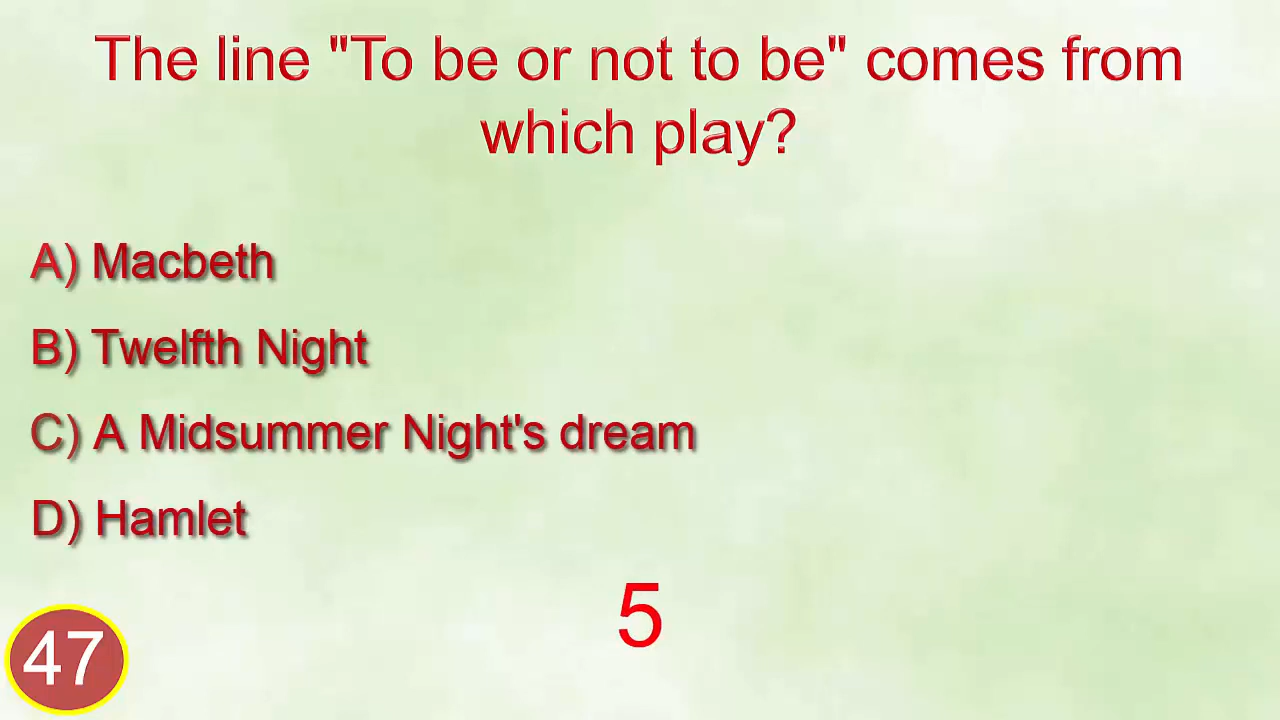 The line "To be or not to be" comes from
which play?
A) Macbeth
B) Twelfth Night
C) A Midsummer Night's dream
D) Hamlet
5
47